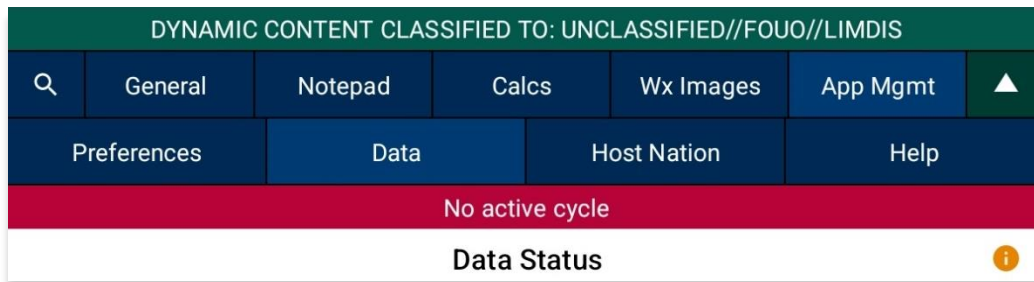 DYNAMIC CONTENT CLASSIFIED TO: UNCLASSIFIED//FOUO//LIMDIS
General Notepad Calcs Wx Images App Mgmt
Preferences Data Host Nation Help
No active cycle
Data Status